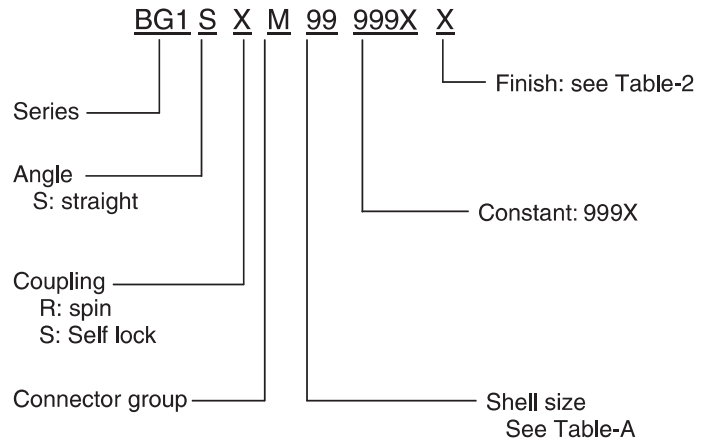 BG1 S X M 99 999X X
Finish: see Table-2
Series
Angle
S: straight
Constant: 999X
Coupling
R: spin
S: Self lock
Connector group
Shell size
See Table-A